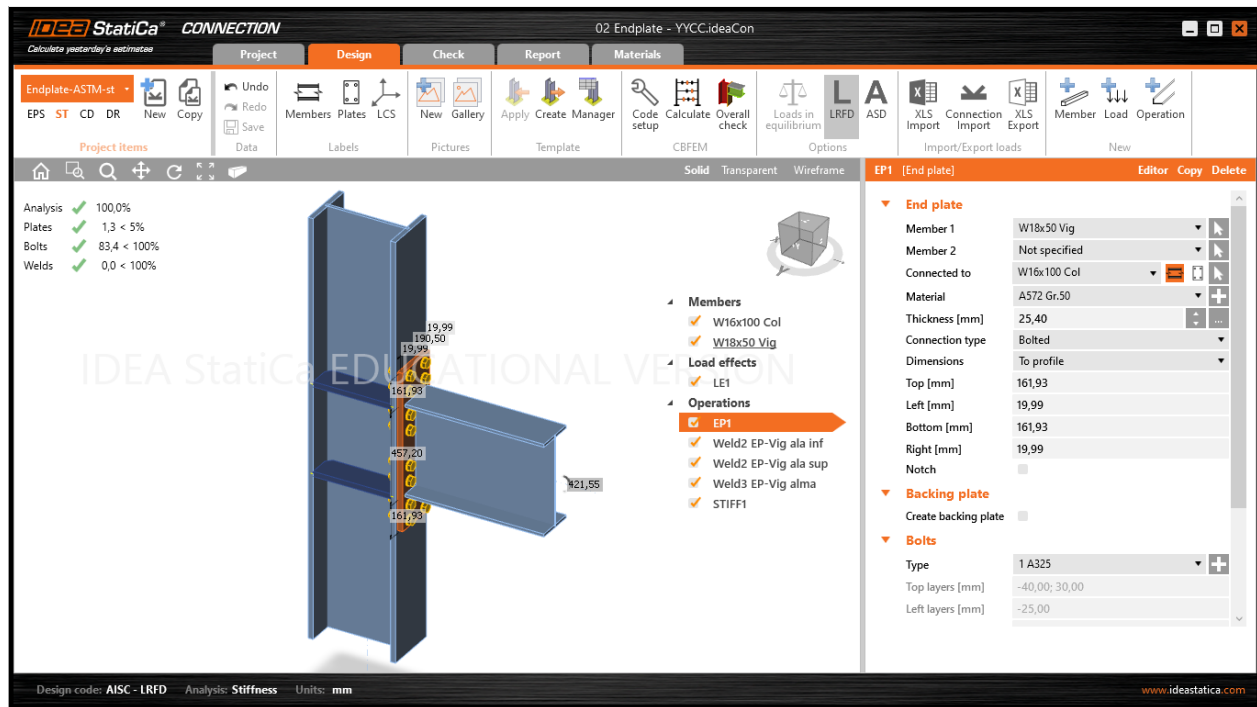 IDEA StatiCa® CONNECTION
02 Endplate - YYCC.ideaCon
Calculate yesterday's estimates
Project Design Check Report Materials
Endplate-ASTM-st
EPS ST CD DR
New
Copy
Project items
Undo
Redo
Save
Data
Members Plates LCS
Labels
New Gallery
Pictures
Apply Create Manager
Template
Code setup
Calculate
Overall check
CBFEM
Loads in equilibrium
LRFD
ASD
Options
XLS Import
Connection Import
XLS Export
Import/Export loads
Member Load Operation
New
Solid Transparent Wireframe
EP1 [End plate] Editor Copy Delete
Analysis 100,0%
Plates 1,3 < 5%
Bolts 83,4 < 100%
Welds 0,0 < 100%
19,99
190,50
19,99
161,93
457,20
161,93
421,55
IDEA StatiCa EDUCATIONAL VERSION
Members
W16x100 Col
W18x50 Vig
Load effects
LE1
Operations
EP1
Weld2 EP-Vig ala inf
Weld2 EP-Vig ala sup
Weld3 EP-Vig alma
STIFF1
End plate
Member 1 W18x50 Vig
Member 2 Not specified
Connected to W16x100 Col
Material A572 Gr.50
Thickness [mm] 25,40
Connection type Bolted
Dimensions To profile
Top [mm] 161,93
Left [mm] 19,99
Bottom [mm] 161,93
Right [mm] 19,99
Notch
Backing plate
Create backing plate
Bolts
Type 1 A325
Top layers [mm] -40,00; 30,00
Left layers [mm] -25,00
Design code: AISC - LRFD Analysis: Stiffness Units: mm
www.ideastatica.com